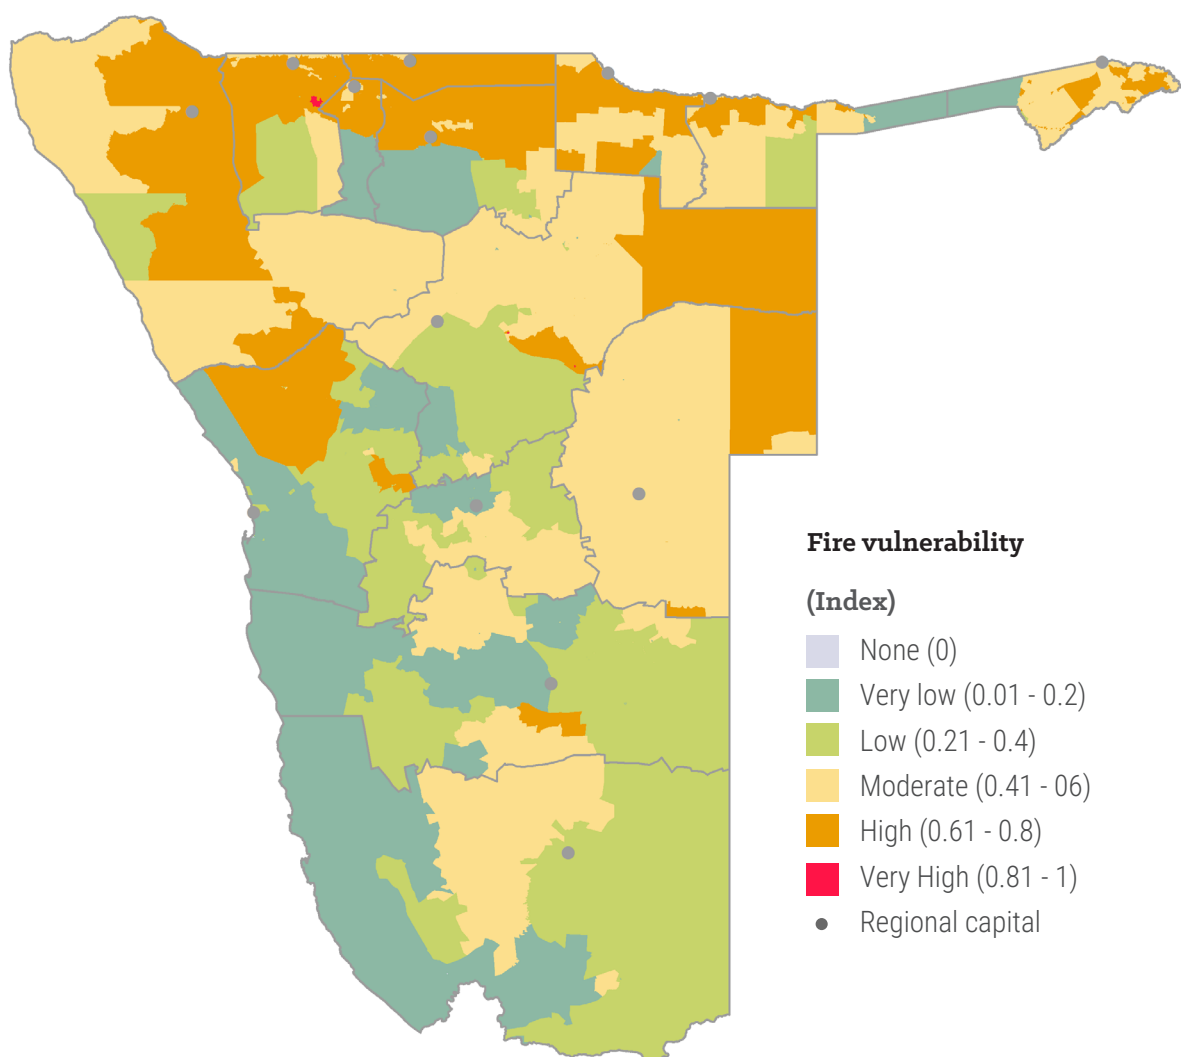 Fire vulnerability
(Index)
None (0)
Very low (0.01 - 0.2)
Low (0.21 - 0.4)
Moderate (0.41 - 06)
High (0.61 - 0.8)
Very High (0.81 - 1)
Regional capital